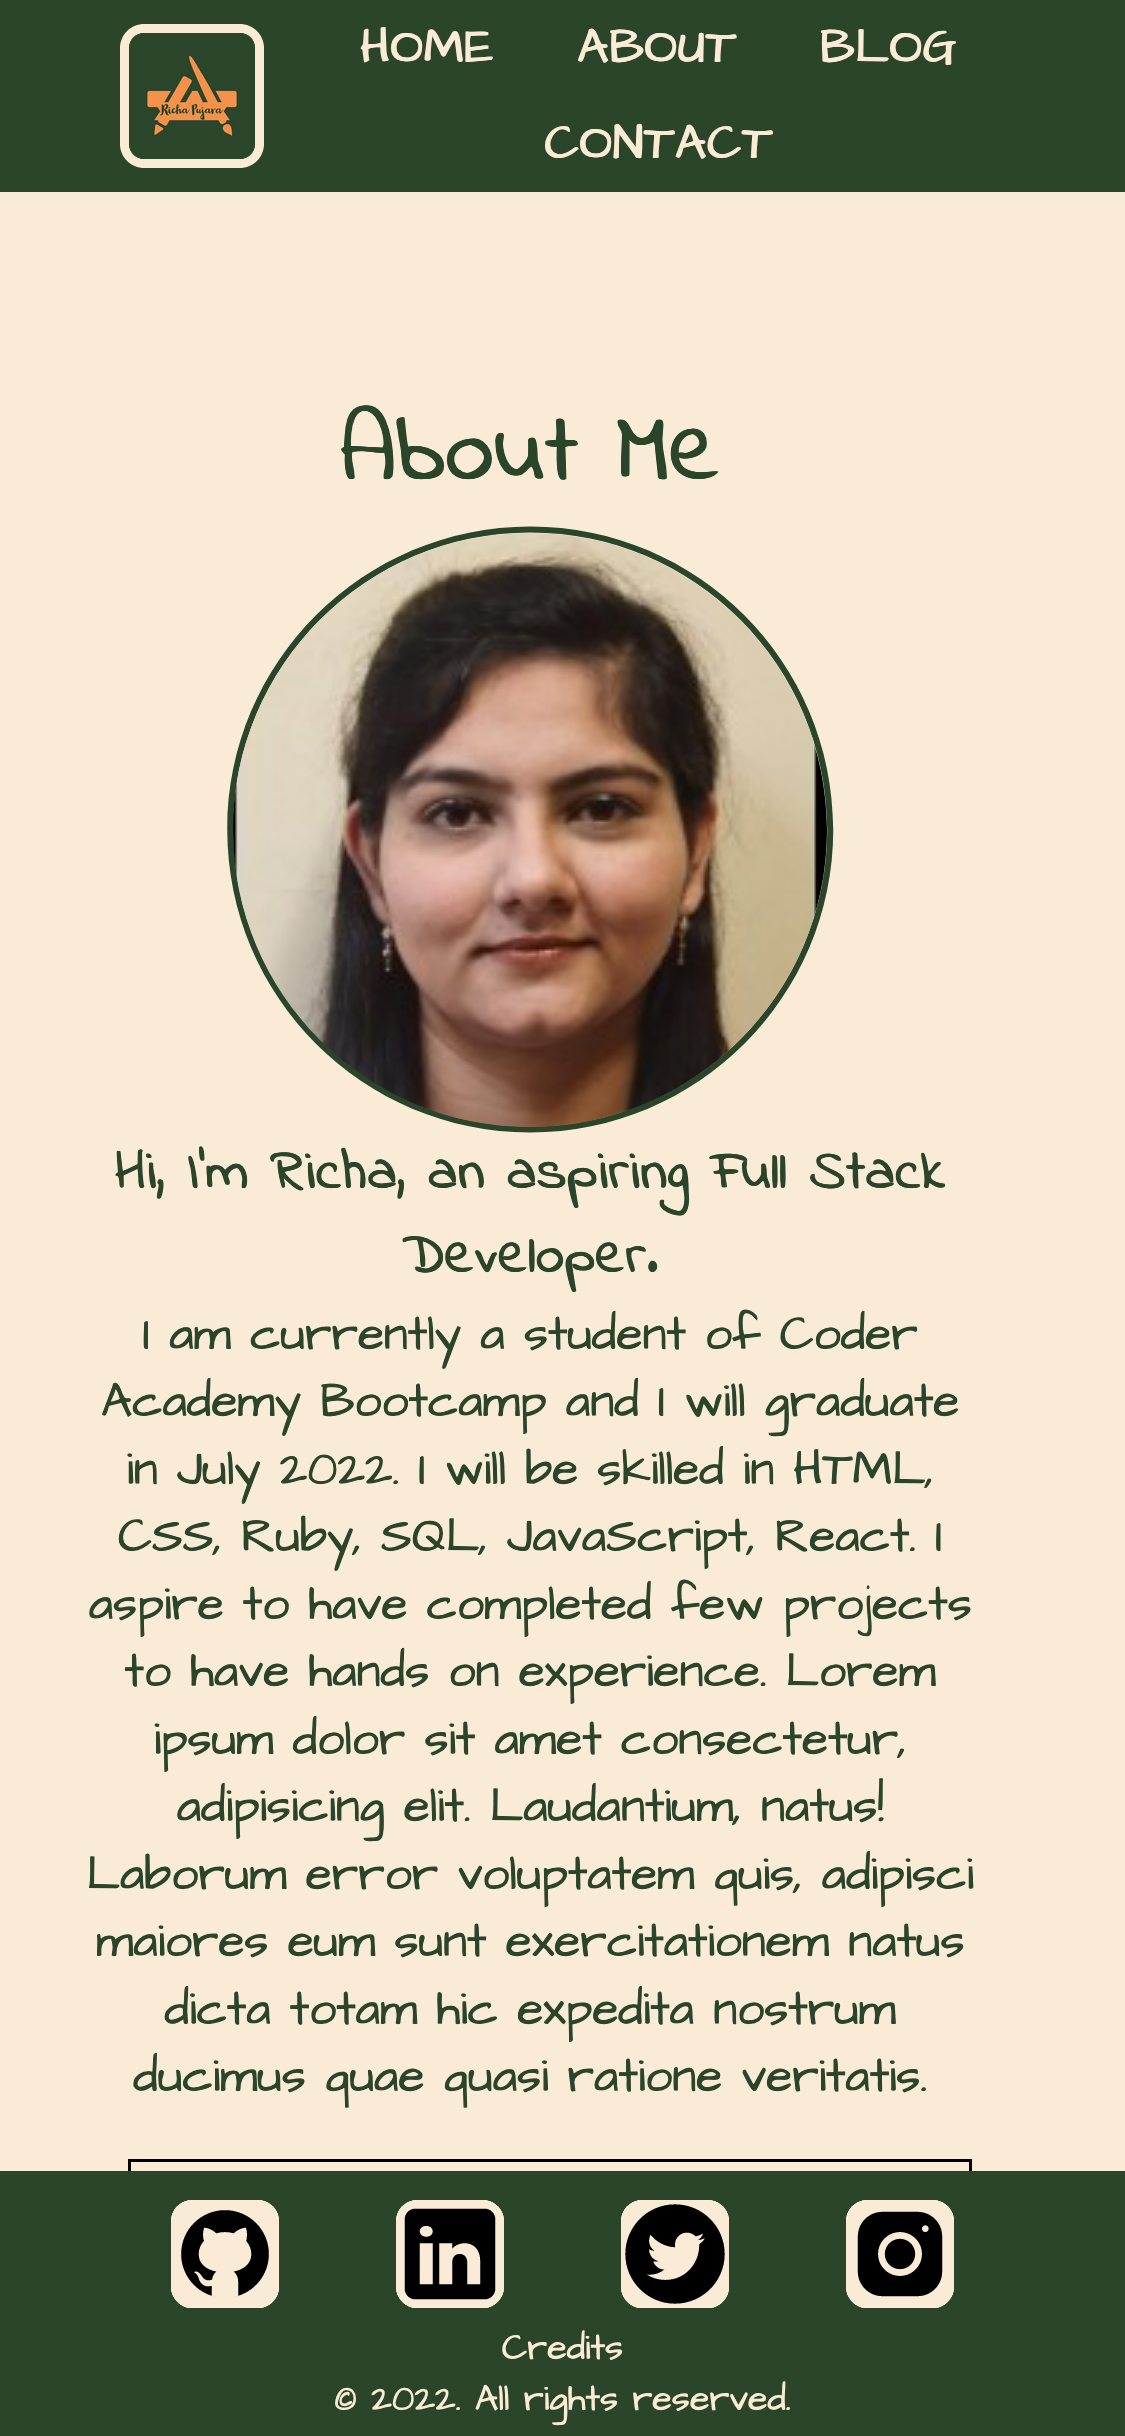 HOME ABOUT BLOG
Richa Pujara
CONTACT
About Me
Hi, I'm Richa, an aspiring Full Stack
Developer.
I am currently a student of Coder
Academy Bootcamp and I will graduate
in July 2022. I will be skilled in HTML,
CSS, Ruby, SQL, JavaScript, React. I
aspire to have completed few projects
to have hands on experience. Lorem
ipsum dolor sit amet consectetur,
adipisicing elit. Laudantium, natus!
Laborum error voluptatem quis, adipisci
maiores eum sunt exercitationem natus
dicta totam hic expedita nostrum
ducimus quae quasi ratione veritatis.
in
Credits
© 2022. All rights reserved.